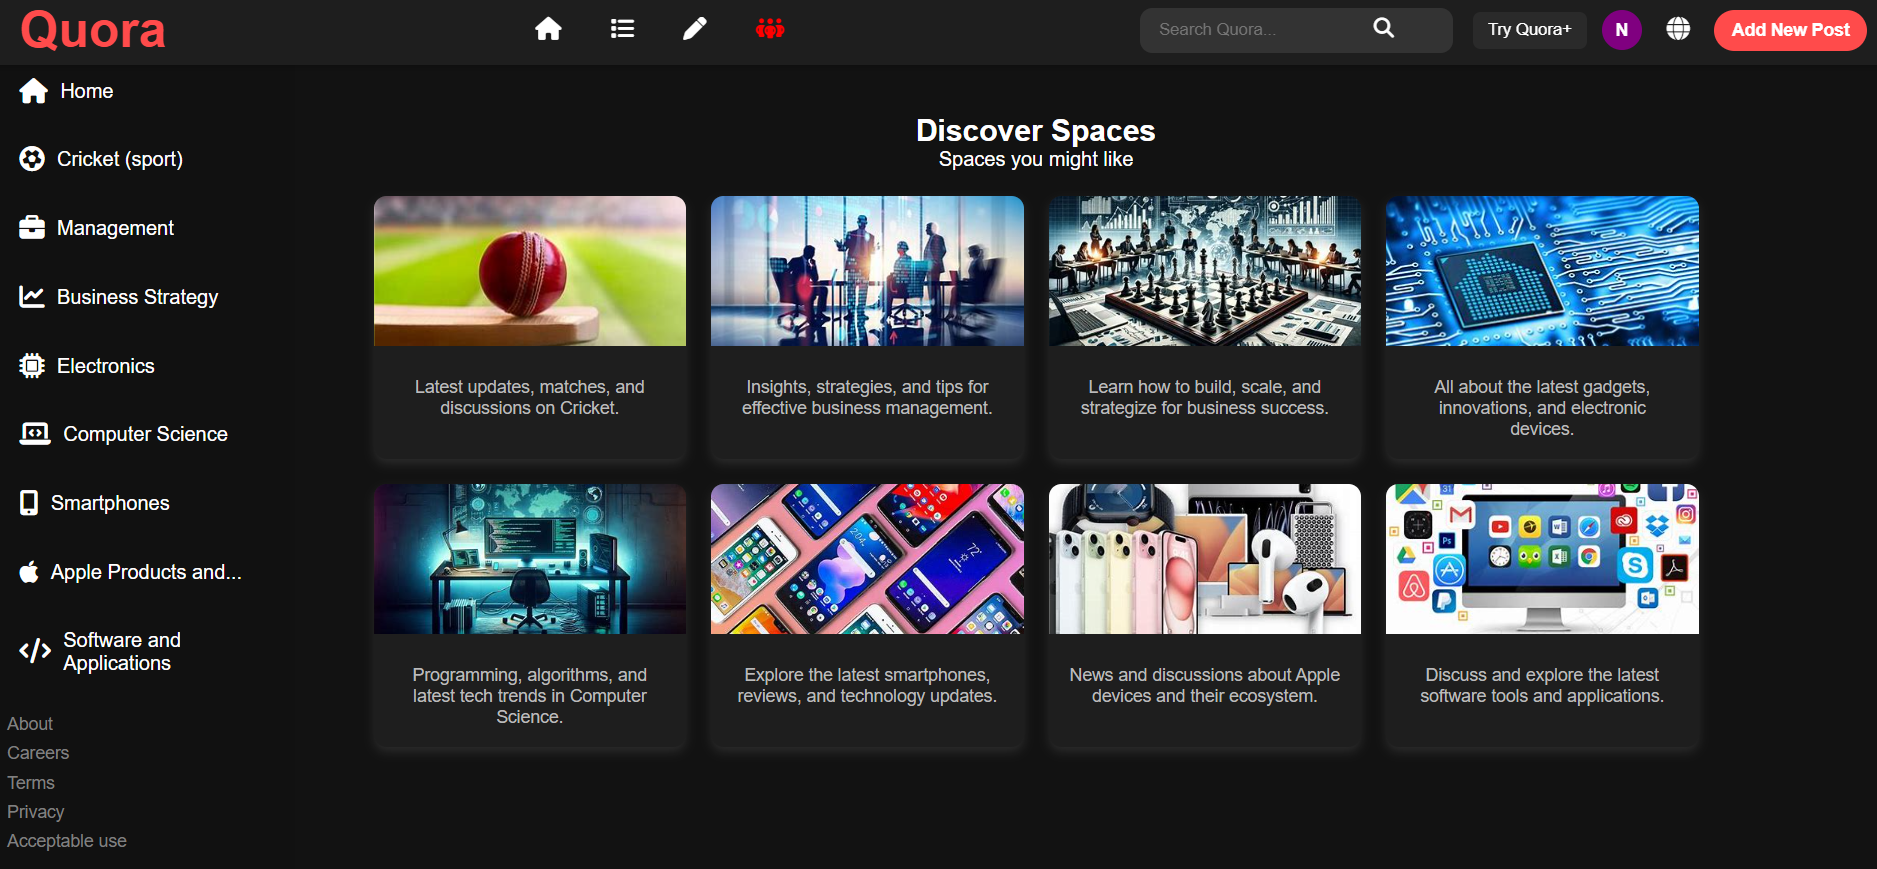 Quora
Search Quora...
Try Quora+
N
Add New Post
Home
Cricket (sport)
Management
Business Strategy
Electronics
Computer Science
Smartphones
Apple Products and...
Software and
Applications
About
Careers
Terms
Privacy
Acceptable use
Discover Spaces
Spaces you might like
Latest updates, matches, and
discussions on Cricket.
Insights, strategies, and tips for
effective business management.
Learn how to build, scale, and
strategize for business success.
All about the latest gadgets,
innovations, and electronic
devices.
Programming, algorithms, and
latest tech trends in Computer
Science.
2:04
72°
Explore the latest smartphones,
reviews, and technology updates.
News and discussions about Apple
devices and their ecosystem.
31
Ps
Discuss and explore the latest
software tools and applications.